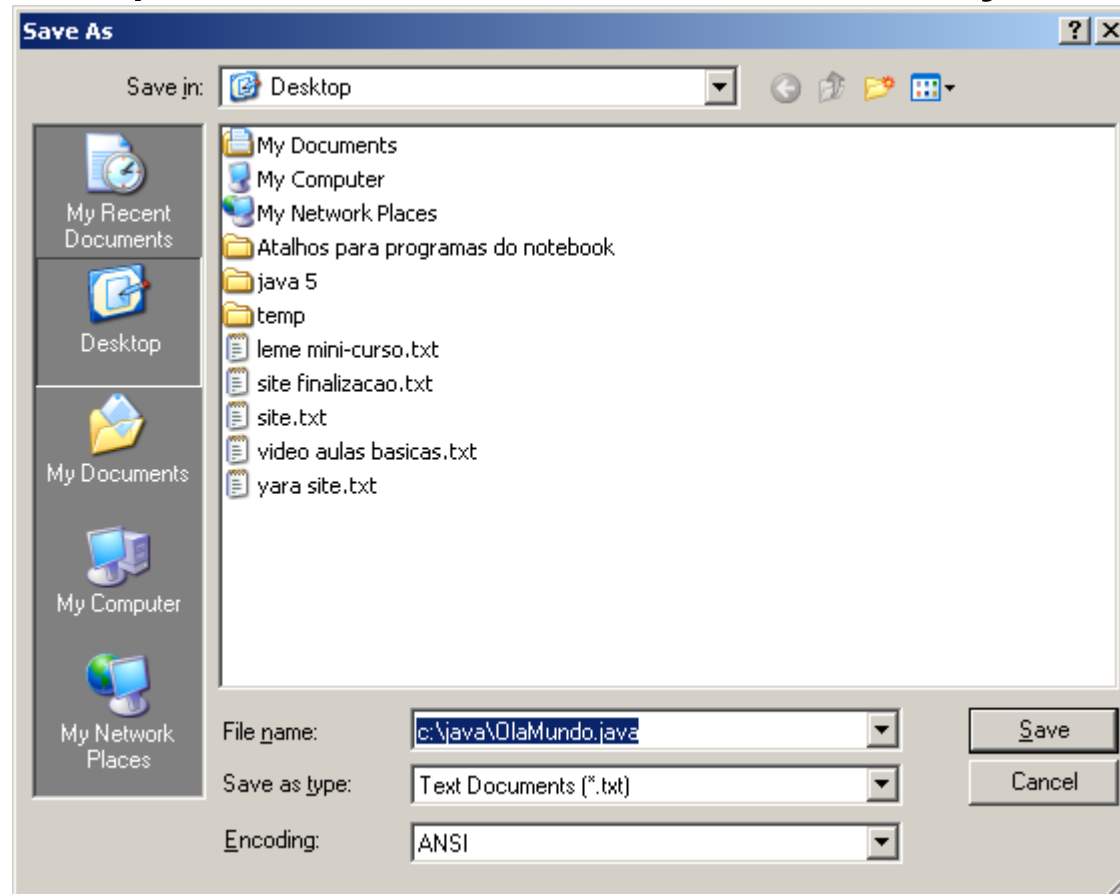 Save As
Save in:
Desktop
My Recent
Documents
Desktop
My Documents
My Computer
My Network
Places
My Documents
My Computer
My Network Places
Atalhos para programas do notebook
java 5
temp
leme mini-curso.txt
site finalizacao.txt
site.txt
video aulas basicas.txt
yara site.txt
File name:
c:\java\OlaMundo.java
Save
Save as type:
Text Documents (*.txt)
Cancel
Encoding:
ANSI